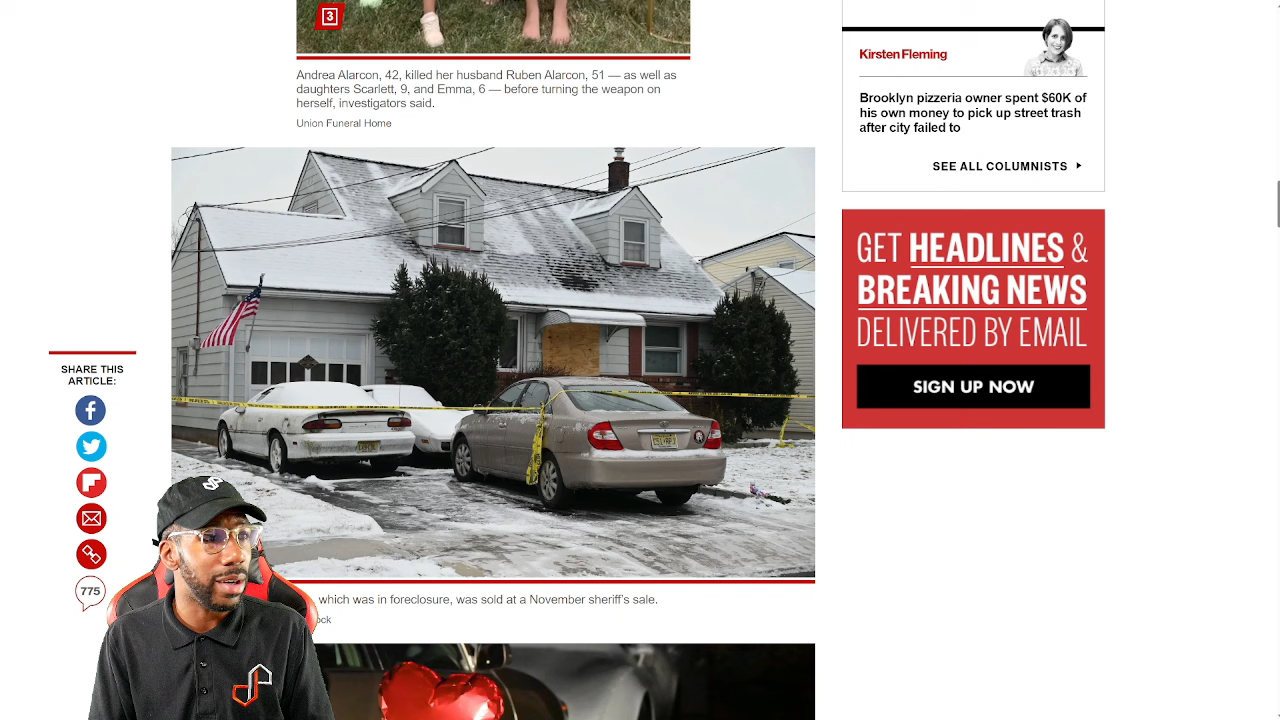 3
Andrea Alarcon, 42, killed her husband Ruben Alarcon, 51 — as well as
daughters Scarlett, 9, and Emma, 6 — before turning the weapon on
herself, investigators said.
Union Funeral Home
SHARE THIS
ARTICLE:
775
which was in foreclosure, was sold at a November sheriff's sale.
Kirsten Fleming
Brooklyn pizzeria owner spent $60K of
his own money to pick up street trash
after city failed to
SEE ALL COLUMNISTS
GET HEADLINES &
BREAKING NEWS
DELIVERED BY EMAIL
SIGN UP NOW